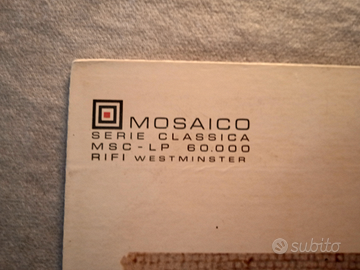 MOSAICO
SERIE CLASSICA
MSC-LP 60.000
RIFI WESTMINSTER
subito